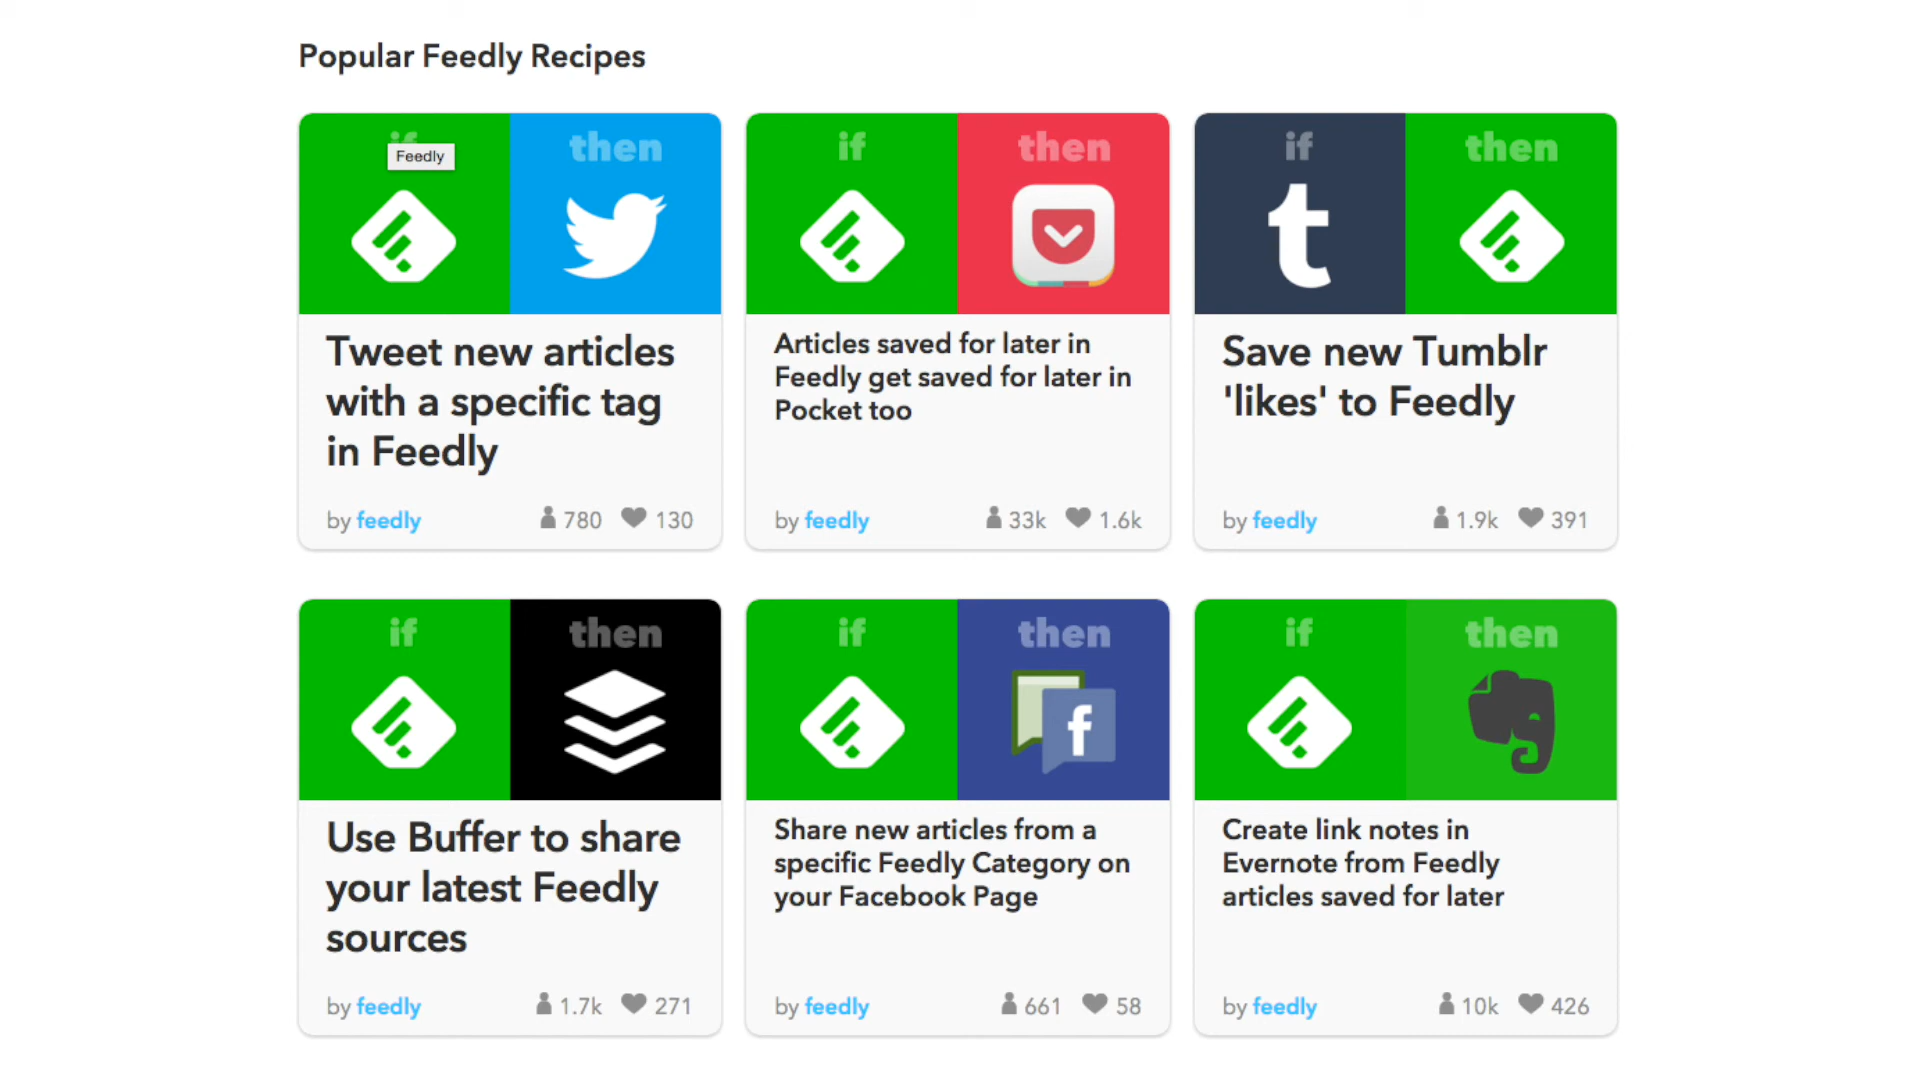 Popular Feedly Recipes
if
then
Feedly
Tweet new articles
with a specific tag
in Feedly
by feedly 780 130
if
then
Articles saved for later in
Feedly get saved for later in
Pocket too
by feedly 33k 1.6k
if
then
t
Save new Tumblr
'likes' to Feedly
by feedly 1.9k 391
if
then
Use Buffer to share
your latest Feedly
sources
by feedly 1.7k 271
if
then
f
Share new articles from a
specific Feedly Category on
your Facebook Page
by feedly 661 58
if
then
Create link notes in
Evernote from Feedly
articles saved for later
by feedly 10k 426